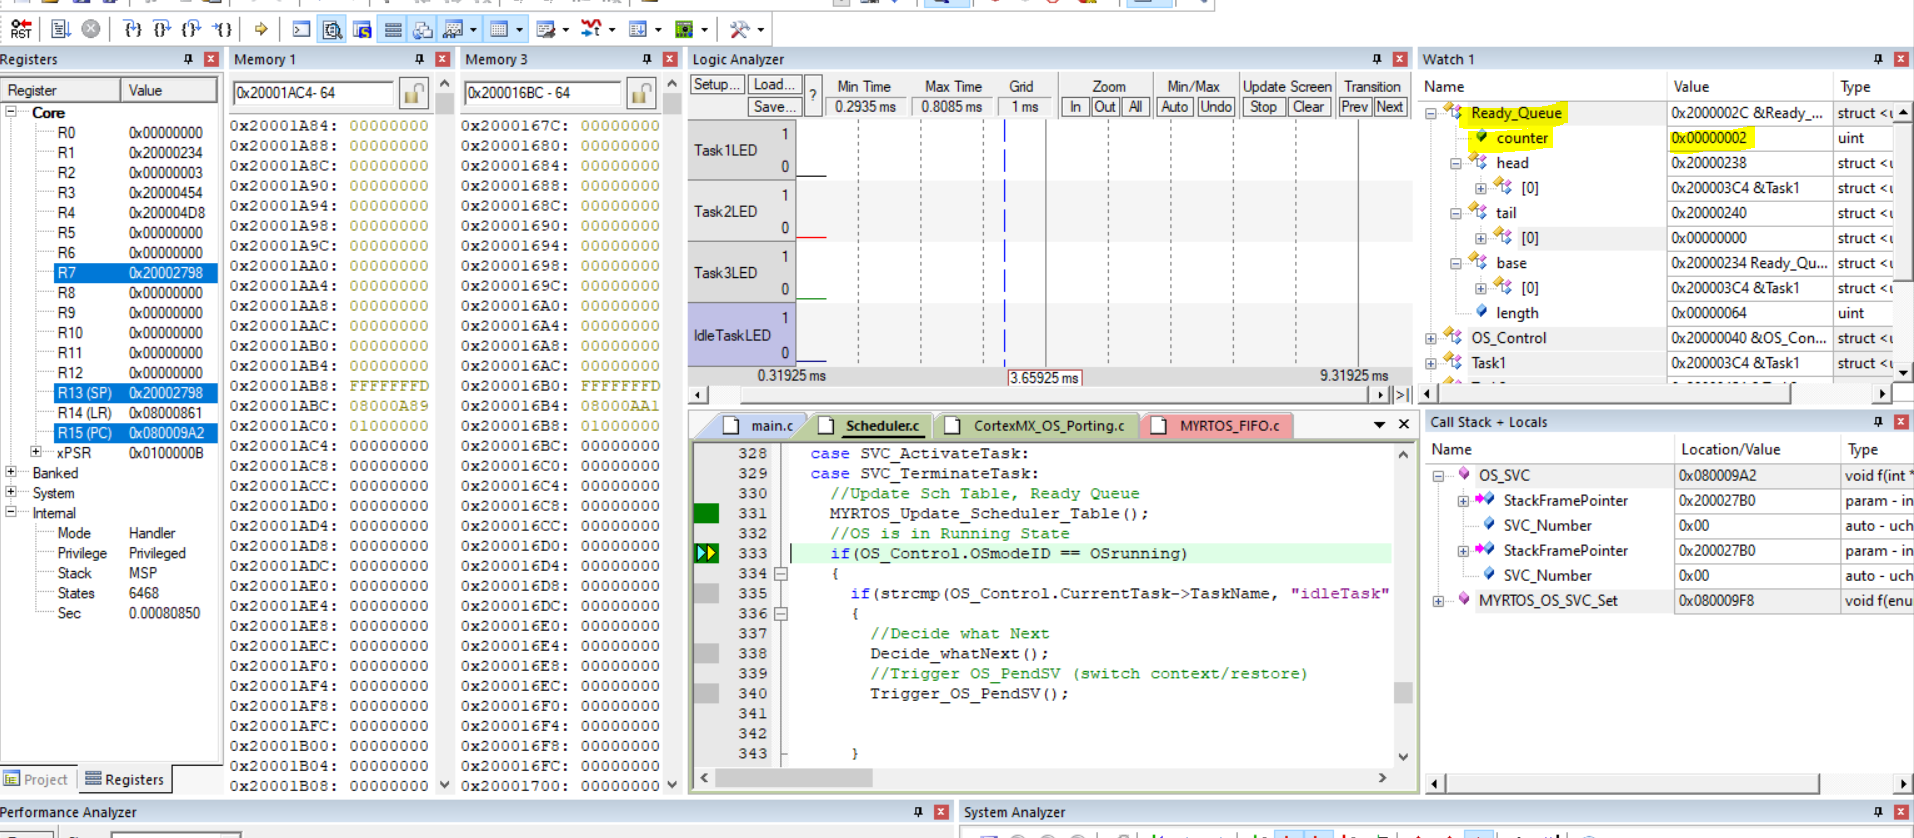 RST
Registers
Register Value
Core
R0 0x00000000
R1 0x20000234
R2 0x00000003
R3 0x20000454
R4 0x200004D8
R5 0x00000000
R6 0x00000000
R7 0x20002798
R8 0x00000000
R9 0x00000000
R10 0x00000000
R11 0x00000000
R12 0x00000000
R13 (SP) 0x20002798
R14 (LR) 0x08000861
R15 (PC) 0x080009A2
xPSR 0x0100000B
Banked
System
Internal
Mode Handler
Privilege Privileged
Stack MSP
States 6468
Sec 0.00080850
Project Registers
Memory 1
0x20001AC4- 64
0x20001A84: 00000000
0x20001A88: 00000000
0x20001A8C: 00000000
0x20001A90: 00000000
0x20001A94: 00000000
0x20001A98: 00000000
0x20001A9C: 00000000
0x20001AA0: 00000000
0x20001AA4: 00000000
0x20001AA8: 00000000
0x20001AAC: 00000000
0x20001AB0: 00000000
0x20001AB4: 00000000
0x20001AB8: FFFFFFFD
0x20001ABC: 08000A89
0x20001AC0: 01000000
0x20001AC4: 00000000
0x20001AC8: 00000000
0x20001ACC: 00000000
0x20001AD0: 00000000
0x20001AD4: 00000000
0x20001AD8: 00000000
0x20001ADC: 00000000
0x20001AE0: 00000000
0x20001AE4: 00000000
0x20001AE8: 00000000
0x20001AEC: 00000000
0x20001AF0: 00000000
0x20001AF4: 00000000
0x20001AF8: 00000000
0x20001AFC: 00000000
0x20001B00: 00000000
0x20001B04: 00000000
0x20001B08: 00000000
Memory 3
0x200016BC - 64
0x2000167C: 00000000
0x20001680: 00000000
0x20001684: 00000000
0x20001688: 00000000
0x2000168C: 00000000
0x20001690: 00000000
0x20001694: 00000000
0x20001698: 00000000
0x2000169C: 00000000
0x200016A0: 00000000
0x200016A4: 00000000
0x200016A8: 00000000
0x200016AC: 00000000
0x200016B0: FFFFFFFD
0x200016B4: 08000AA1
0x200016B8: 01000000
0x200016BC: 00000000
0x200016C0: 00000000
0x200016C4: 00000000
0x200016C8: 00000000
0x200016CC: 00000000
0x200016D0: 00000000
0x200016D4: 00000000
0x200016D8: 00000000
0x200016DC: 00000000
0x200016E0: 00000000
0x200016E4: 00000000
0x200016E8: 00000000
0x200016EC: 00000000
0x200016F0: 00000000
0x200016F4: 00000000
0x200016F8: 00000000
0x200016FC: 00000000
0x20001700: 00000000
Logic Analyzer
Setup... Load... ? Min Time Max Time Grid Zoom Min/Max Update Screen Transition
Save... 0.2935 ms 0.8085 ms 1 ms In Out All Auto Undo Stop Clear Prev Next
1
Task1LED
0
1
Task2LED
0
1
Task3LED
0
1
IdleTaskLED
0
0.31925 ms 3.65925 ms 9.31925 ms
main.c Scheduler.c CortexMX_OS_Porting.c MYRTOS_FIFO.c
328 case SVC_ActivateTask:
329 case SVC_TerminateTask:
330 //Update Sch Table, Ready Queue
331 MYRTOS_Update_Scheduler_Table();
332 //OS is in Running State
333 if(OS_Control.OSmodeID == OSrunning)
334 {
335 if(strcmp(OS_Control.CurrentTask->TaskName, "idleTask"
336 {
337 //Decide what Next
338 Decide_whatNext();
339 //Trigger OS_PendSV (switch context/restore)
340 Trigger_OS_PendSV();
341
342
343 }
Watch 1
Name Value Type
Ready_Queue 0x2000002C &Ready_... struct <u
counter 0x00000002 uint
head 0x20000238 struct <u
[0] 0x200003C4 &Task1 struct <u
tail 0x20000240 struct <u
[0] 0x00000000 struct <u
base 0x20000234 Ready_Qu... struct <u
[0] 0x200003C4 &Task1 struct <u
length 0x00000064 uint
OS_Control 0x20000040 &OS_Con... struct <u
Task1 0x200003C4 &Task1 struct <u
Call Stack + Locals
Name Location/Value Type
OS_SVC 0x080009A2 void f(int *
StackFramePointer 0x200027B0 param - in
SVC_Number 0x00 auto - uch
StackFramePointer 0x200027B0 param - in
SVC_Number 0x00 auto - uch
MYRTOS_OS_SVC_Set 0x080009F8 void f(enu
Performance Analyzer
System Analyzer